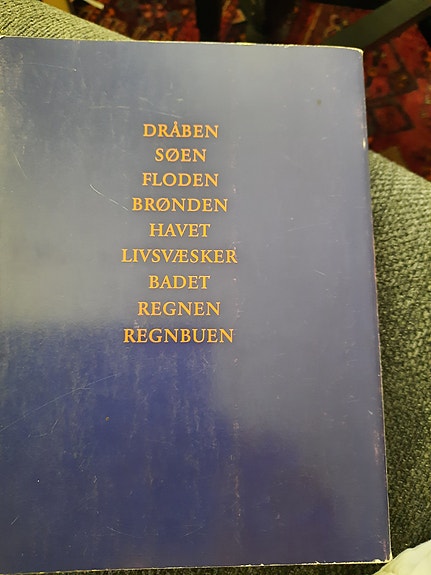 DRÅBEN
SØEN
FLODEN
BRØNDEN
HAVET
LIVSVÆSKER
BADET
REGNEN
REGNBUEN